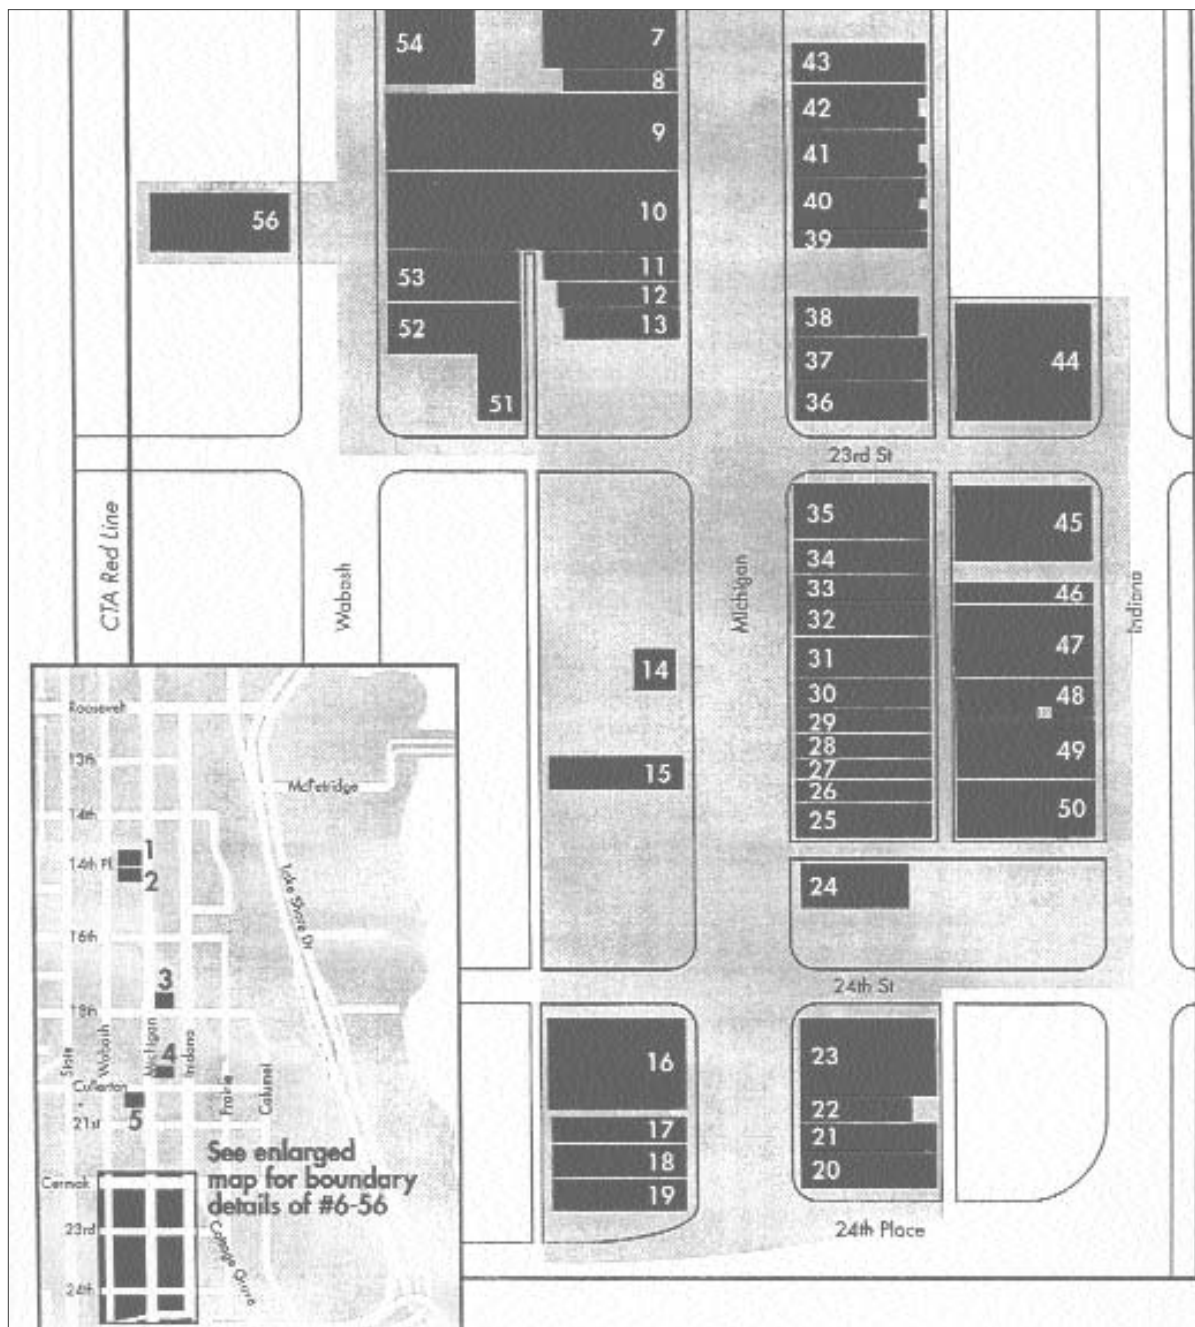 54
7
8
9
10
56
53
11
12
52
13
51
43
42
41
40
39
38
37
36
44
23rd St
CTA Red Line
Wabash
Michigan
Indiana
35
34
33
32
31
30
29
28
27
26
25
45
46
47
48
49
50
14
15
24
24th St
16
17
18
19
23
22
21
20
24th Place
Roosevelt
13th
McFetridge
14th
14th Pl
1
2
Lake Shore Dr
16th
3
18th
State
Wabash
Michigan
Indiana
4
Prairie
Calumet
Cullerton
5
21st
See enlarged
map for boundary
details of #6-56
Cermak
23rd
Cottage Grove
24th